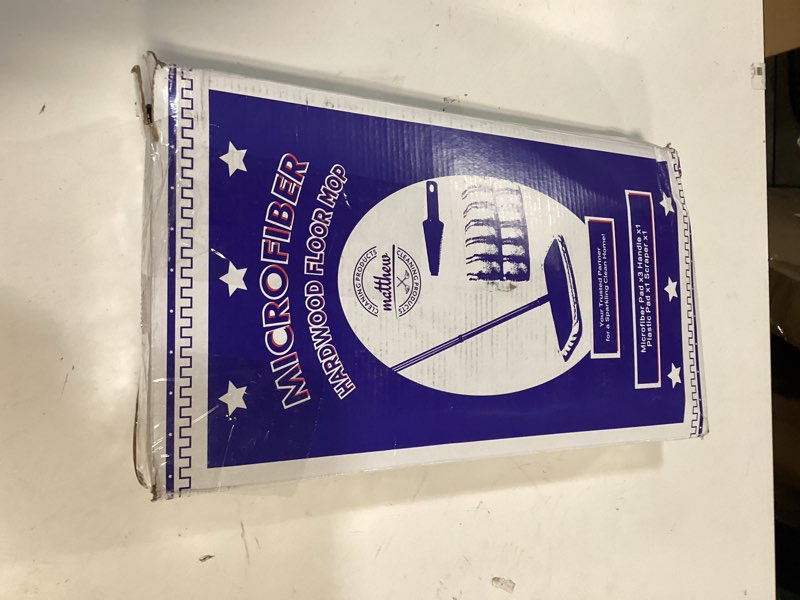 MICROFIBER
HARDWOOD FLOOR MOP
CLEANING PRODUCTS
matthew
CLEANING PRODUCTS
Your Trusted Partner
for a Sparkling Clean Home!
Microfiber Pad x3 Handle x1
Plastic Pad x1 Scraper x1